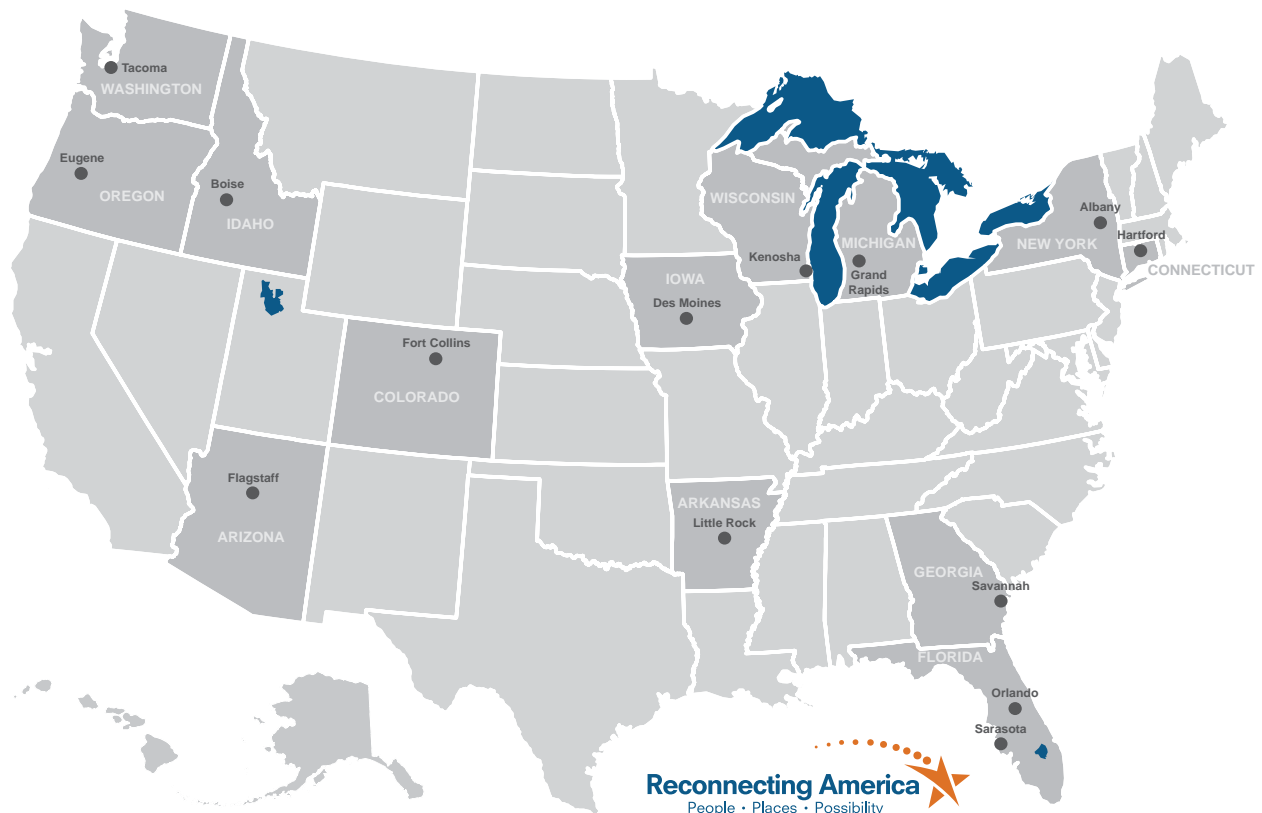 Tacoma
WASHINGTON
Eugene
OREGON
Boise
IDAHO
WISCONSIN
Kenosha
MICHIGAN
Grand
Rapids
Albany
NEW YORK
Hartford
CONNECTICUT
IOWA
Des Moines
Fort Collins
COLORADO
Flagstaff
ARIZONA
ARKANSAS
Little Rock
GEORGIA
Savannah
FLORIDA
Orlando
Sarasota
Reconnecting America
People • Places • Possibility